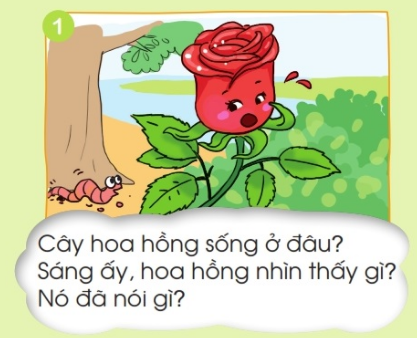 1
Cây hoa hồng sống ở đâu?
Sáng ấy, hoa hồng nhìn thấy gì?
Nó đã nói gì?